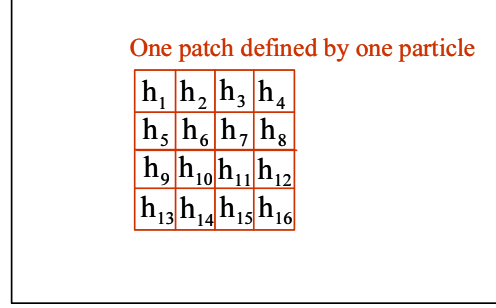 One patch defined by one particle
h₁ h₂ h₃ h₄
h₅ h₆ h₇ h₈
h₉ h₁₀ h₁₁ h₁₂
h₁₃ h₁₄ h₁₅ h₁₆